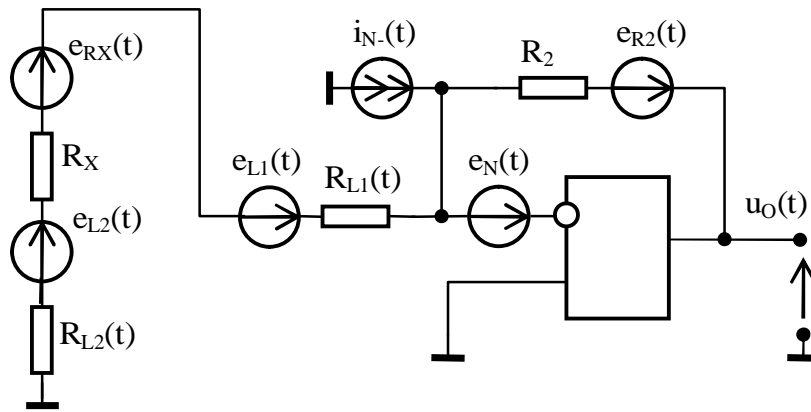 i_N-(t)
e_RX(t)
R_2
e_R2(t)
R_X
e_L1(t)
R_L1(t)
e_N(t)
e_L2(t)
u_O(t)
R_L2(t)